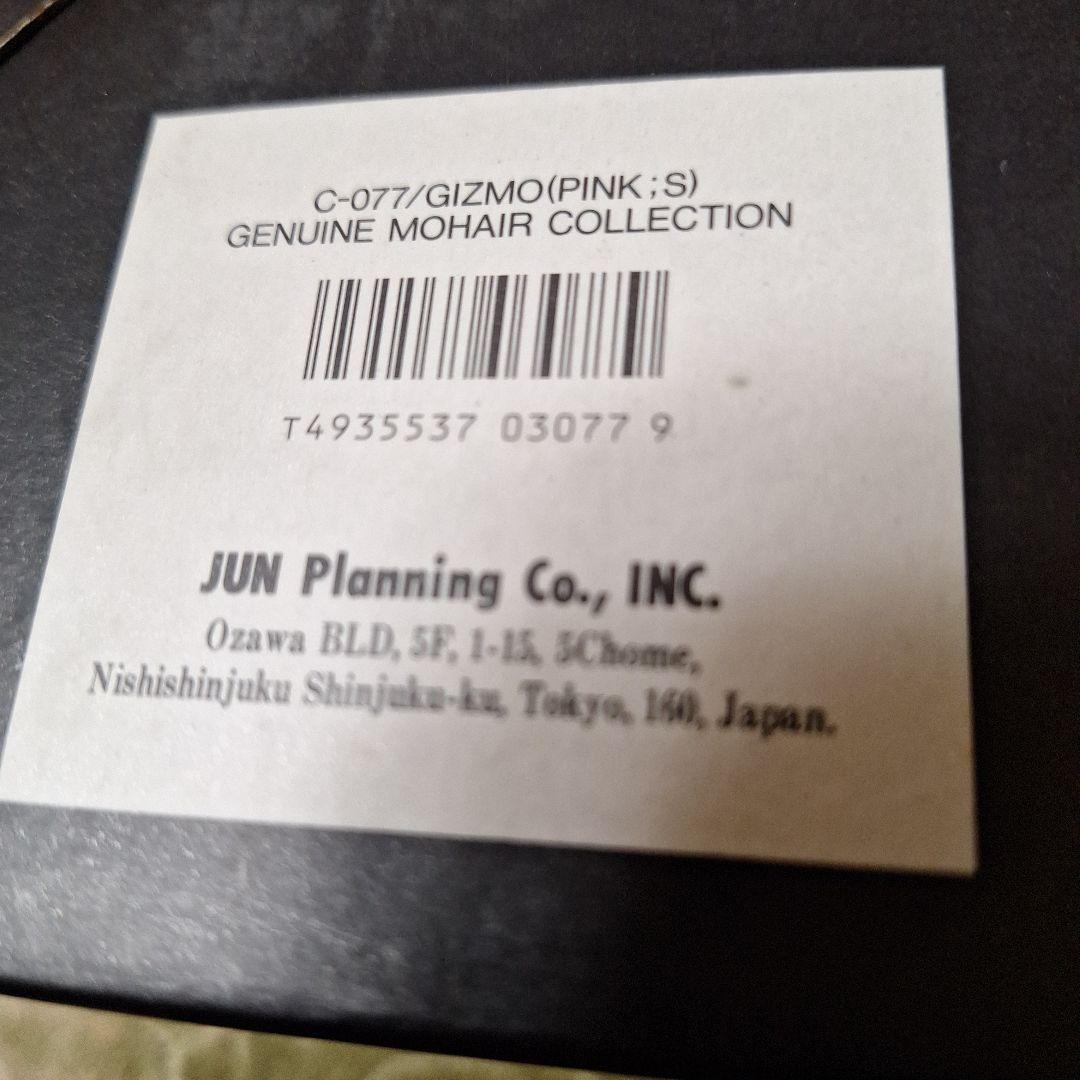 C-077/GIZMO(PINK;S)
GENUINE MOHAIR COLLECTION
T4935537 03077 9
JUN Planning Co., INC.
Ozawa BLD, 5F, 1-15, 5Chome,
Nishishinjuku Shinjuku-ku, Tokyo, 160, Japan.